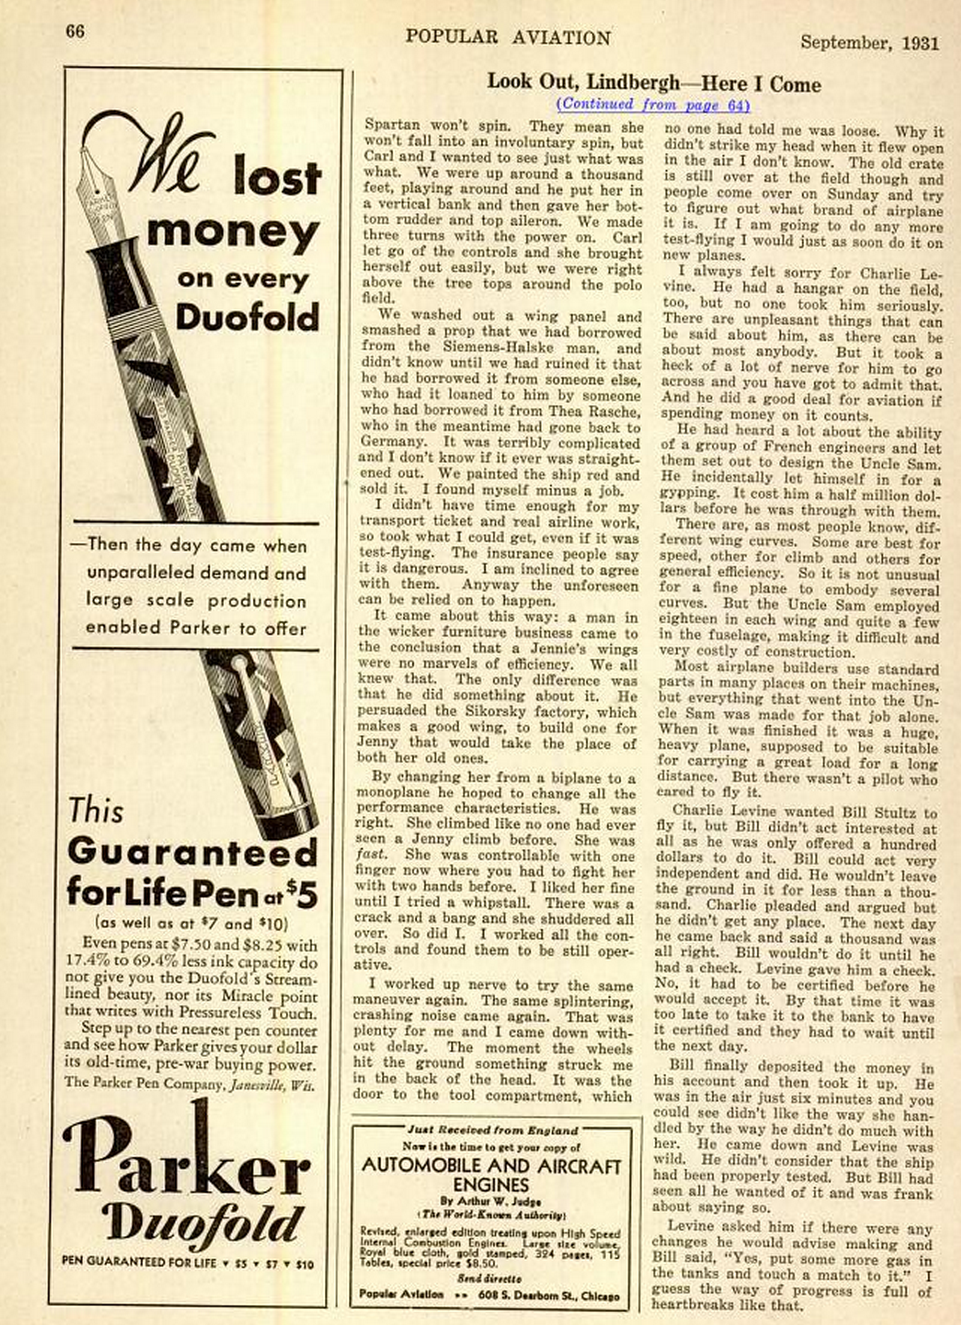 66
POPULAR AVIATION
September, 1931
We lost
money
on every
Duofold
—Then the day came when
unparalleled demand and
large scale production
enabled Parker to offer
This
Guaranteed
for Life Pen at $5
(as well as at $7 and $10)
Even pens at $7.50 and $8.25 with
17.4% to 69.4% less ink capacity do
not give you the Duofold's Stream-
lined beauty, nor its Miracle point
that writes with Pressureless Touch.
Step up to the nearest pen counter
and see how Parker gives your dollar
its old-time, pre-war buying power.
The Parker Pen Company, Janesville, Wis.
Parker
Duofold
PEN GUARANTEED FOR LIFE ▾ $5 ▾ $7 ▾ $10
Look Out, Lindbergh—Here I Come
(Continued from page 64)
Spartan won't spin. They mean she
won't fall into an involuntary spin, but
Carl and I wanted to see just what was
what. We were up around a thousand
feet, playing around and he put her in
a vertical bank and then gave her bot-
tom rudder and top aileron. We made
three turns with the power on. Carl
let go of the controls and she brought
herself out easily, but we were right
above the tree tops around the polo
field.
We washed out a wing panel and
smashed a prop that we had borrowed
from the Siemens-Halske man, and
didn't know until we had ruined it that
he had borrowed it from someone else,
who had it loaned to him by someone
who had borrowed it from Thea Rasche,
who in the meantime had gone back to
Germany. It was terribly complicated
and I don't know if it ever was straight-
ened out. We painted the ship red and
sold it. I found myself minus a job.
I didn't have time enough for my
transport ticket and real airline work,
so took what I could get, even if it was
test-flying. The insurance people say
it is dangerous. I am inclined to agree
with them. Anyway the unforeseen
can be relied on to happen.
It came about this way: a man in
the wicker furniture business came to
the conclusion that a Jennie's wings
were no marvels of efficiency. We all
knew that. The only difference was
that he did something about it. He
persuaded the Sikorsky factory, which
makes a good wing, to build one for
Jenny that would take the place of
both her old ones.
By changing her from a biplane to a
monoplane he hoped to change all the
performance characteristics. He was
right. She climbed like no one had ever
seen a Jenny climb before. She was
fast. She was controllable with one
finger now where you had to fight her
with two hands before. I liked her fine
until I tried a whipstall. There was a
crack and a bang and she shuddered all
over. So did I. I worked all the con-
trols and found them to be still oper-
ative.
I worked up nerve to try the same
maneuver again. The same splintering,
crashing noise came again. That was
plenty for me and I came down with-
out delay. The moment the wheels
hit the ground something struck me
in the back of the head. It was the
door to the tool compartment, which
Just Received from England
Now is the time to get your copy of
AUTOMOBILE AND AIRCRAFT
ENGINES
By Arthur W. Judge
(The World-Known Authority)
Revised, enlarged edition treating upon High Speed
Internal Combustion Engines. Large size volume,
Royal blue cloth, gold stamped, 324 pages, 115
Tables, special price $8.50.
Send direct to
Popular Aviation »» 608 S. Dearborn St., Chicago
no one had told me was loose. Why it
didn't strike my head when it flew open
in the air I don't know. The old crate
is still over at the field though and
people come over on Sunday and try
to figure out what brand of airplane
it is. If I am going to do any more
test-flying I would just as soon do it on
new planes.
I always felt sorry for Charlie Le-
vine. He had a hangar on the field,
too, but no one took him seriously.
There are unpleasant things that can
be said about him, as there can be
about most anybody. But it took a
heck of a lot of nerve for him to go
across and you have got to admit that.
And he did a good deal for aviation if
spending money on it counts.
He had heard a lot about the ability
of a group of French engineers and let
them set out to design the Uncle Sam.
He incidentally let himself in for a
gypping. It cost him a half million dol-
lars before he was through with them.
There are, as most people know, dif-
ferent wing curves. Some are best for
speed, other for climb and others for
general efficiency. So it is not unusual
for a fine plane to embody several
curves. But the Uncle Sam employed
eighteen in each wing and quite a few
in the fuselage, making it difficult and
very costly of construction.
Most airplane builders use standard
parts in many places on their machines,
but everything that went into the Un-
cle Sam was made for that job alone.
When it was finished it was a huge,
heavy plane, supposed to be suitable
for carrying a great load for a long
distance. But there wasn't a pilot who
cared to fly it.
Charlie Levine wanted Bill Stultz to
fly it, but Bill didn't act interested at
all as he was only offered a hundred
dollars to do it. Bill could act very
independent and did. He wouldn't leave
the ground in it for less than a thou-
sand. Charlie pleaded and argued but
he didn't get any place. The next day
he came back and said a thousand was
all right. Bill wouldn't do it until he
had a check. Levine gave him a check.
No, it had to be certified before he
would accept it. By that time it was
too late to take it to the bank to have
it certified and they had to wait until
the next day.
Bill finally deposited the money in
his account and then took it up. He
was in the air just six minutes and you
could see didn't like the way she han-
dled by the way he didn't do much with
her. He came down and Levine was
wild. He didn't consider that the ship
had been properly tested. But Bill had
seen all he wanted of it and was frank
about saying so.
Levine asked him if there were any
changes he would advise making and
Bill said, "Yes, put some more gas in
the tanks and touch a match to it." I
guess the way of progress is full of
heartbreaks like that.